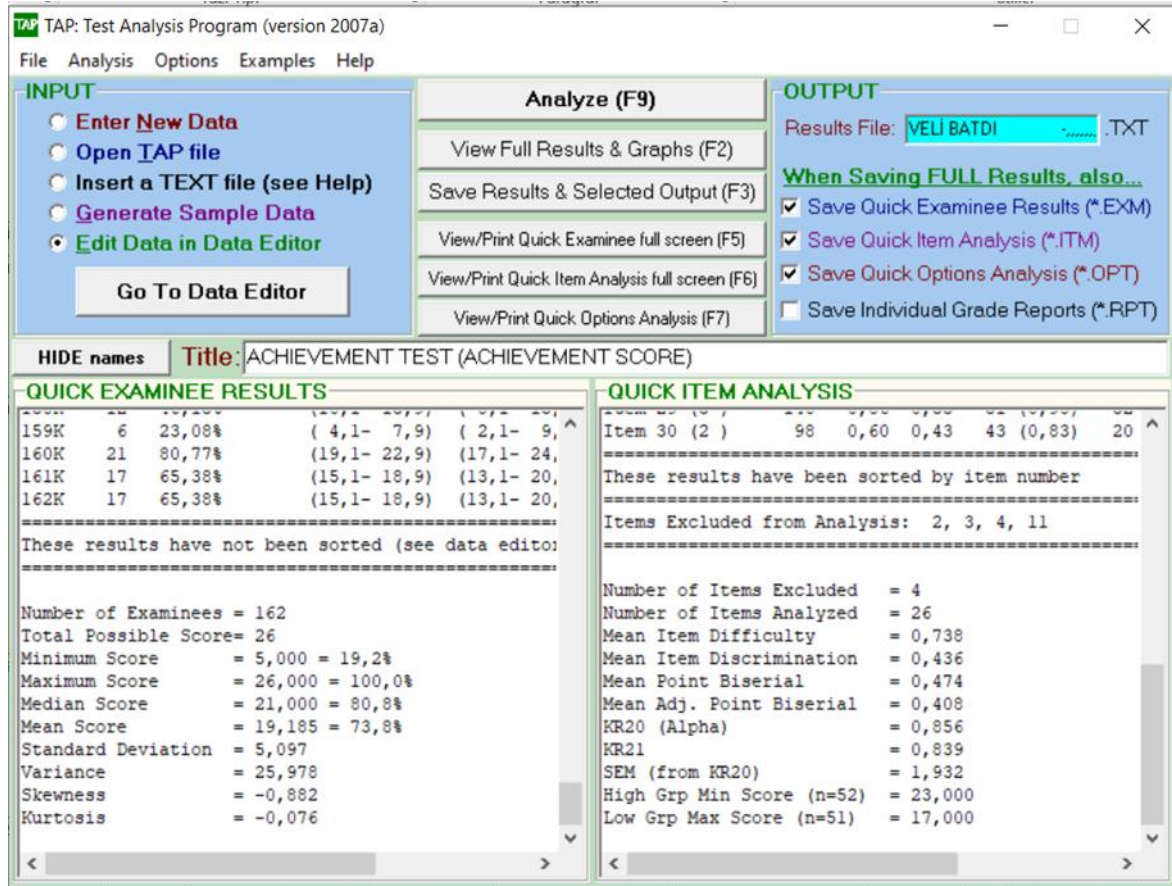 TAP TAP: Test Analysis Program (version 2007a)
File Analysis Options Examples Help
INPUT
Enter New Data
Open TAP file
Insert a TEXT file (see Help)
Generate Sample Data
Edit Data in Data Editor
Go To Data Editor
Analyze (F9)
View Full Results & Graphs (F2)
Save Results & Selected Output (F3)
View/Print Quick Examinee full screen (F5)
View/Print Quick Item Analysis full screen (F6)
View/Print Quick Options Analysis (F7)
OUTPUT
Results File: VELİ BATDI .TXT
When Saving FULL Results, also...
Save Quick Examinee Results (*.EXM)
Save Quick Item Analysis (*.ITM)
Save Quick Options Analysis (*.OPT)
Save Individual Grade Reports (*.RPT)
HIDE names Title: ACHIEVEMENT TEST (ACHIEVEMENT SCORE)
QUICK EXAMINEE RESULTS
159K 6 23,08% ( 4,1- 7,9) ( 2,1- 9,
160K 21 80,77% (19,1- 22,9) (17,1- 24,
161K 17 65,38% (15,1- 18,9) (13,1- 20,
162K 17 65,38% (15,1- 18,9) (13,1- 20,
These results have not been sorted (see data editor
Number of Examinees = 162
Total Possible Score= 26
Minimum Score = 5,000 = 19,2%
Maximum Score = 26,000 = 100,0%
Median Score = 21,000 = 80,8%
Mean Score = 19,185 = 73,8%
Standard Deviation = 5,097
Variance = 25,978
Skewness = -0,882
Kurtosis = -0,076
QUICK ITEM ANALYSIS
Item 30 (2 ) 98 0,60 0,43 43 (0,83) 20
These results have been sorted by item number
Items Excluded from Analysis: 2, 3, 4, 11
Number of Items Excluded = 4
Number of Items Analyzed = 26
Mean Item Difficulty = 0,738
Mean Item Discrimination = 0,436
Mean Point Biserial = 0,474
Mean Adj. Point Biserial = 0,408
KR20 (Alpha) = 0,856
KR21 = 0,839
SEM (from KR20) = 1,932
High Grp Min Score (n=52) = 23,000
Low Grp Max Score (n=51) = 17,000